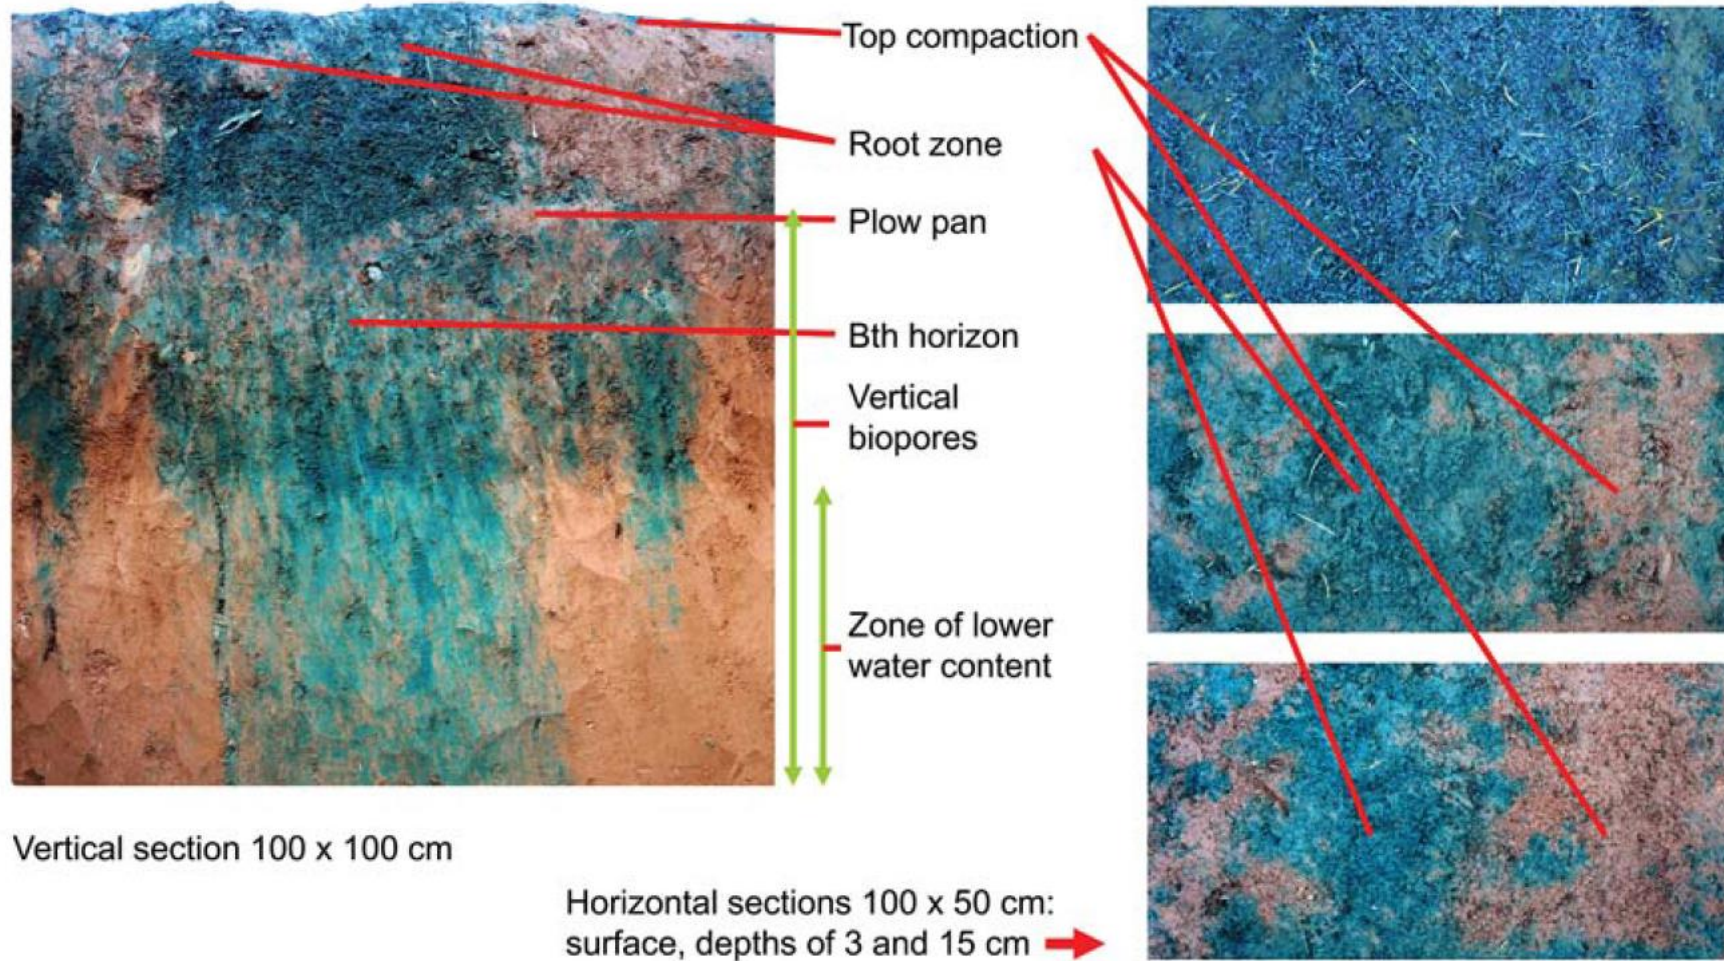 Top compaction
Root zone
Plow pan
Bth horizon
Vertical
biopores
Zone of lower
water content
Vertical section 100 x 100 cm
Horizontal sections 100 x 50 cm:
surface, depths of 3 and 15 cm